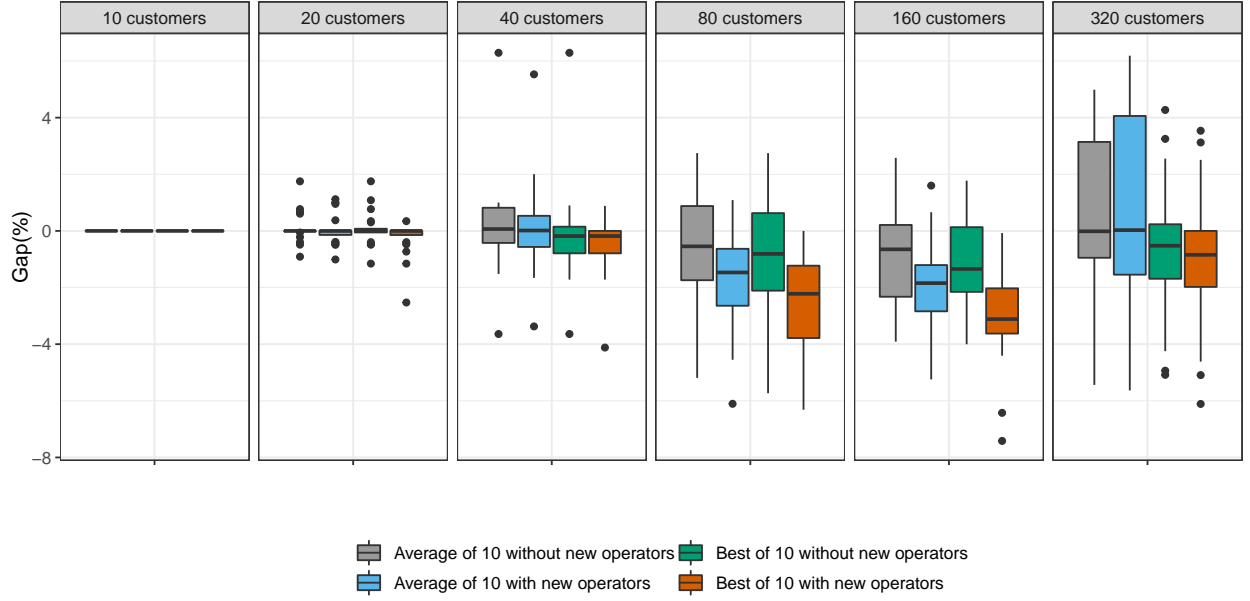 10 customers
20 customers
40 customers
80 customers
160 customers
320 customers
Gap(%)
4
0
−4
−8
Average of 10 without new operators
Best of 10 without new operators
Average of 10 with new operators
Best of 10 with new operators